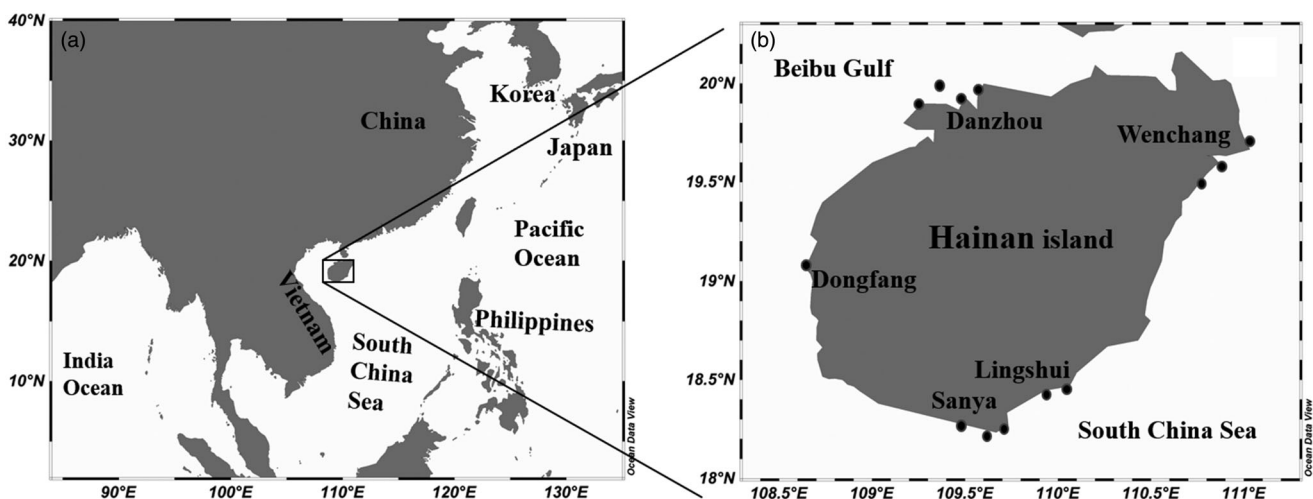 (a)
40°N
30°N
20°N
10°N
90°E
100°E
110°E
120°E
130°E
China
Korea
Japan
Pacific
Ocean
Vietnam
Philippines
South
China
Sea
India
Ocean
Ocean Data View
(b)
Beibu Gulf
20°N
19.5°N
19°N
18.5°N
18°N
108.5°E
109°E
109.5°E
110°E
110.5°E
111°E
Danzhou
Wenchang
Hainan island
Dongfang
Lingshui
Sanya
South China Sea
Ocean Data View